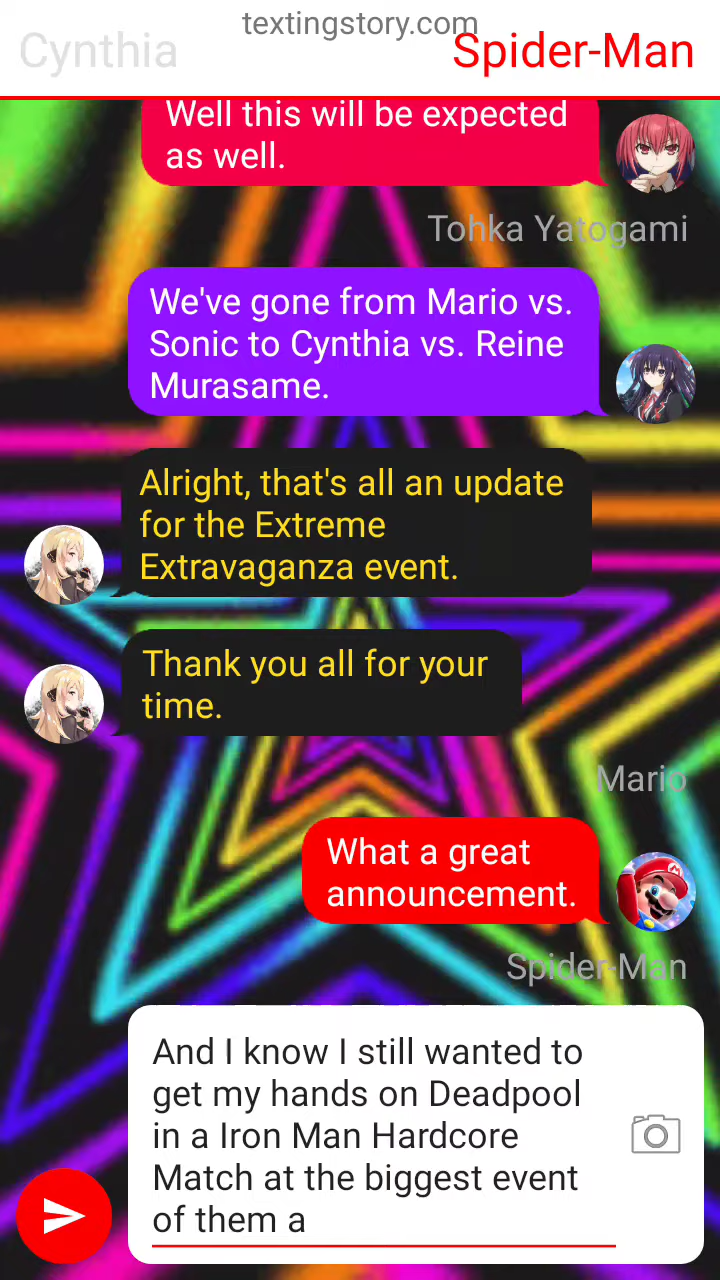 textingstory.com
Cynthia
Spider-Man
Well this will be expected
as well.
Tohka Yatogami
We've gone from Mario vs.
Sonic to Cynthia vs. Reine
Murasame.
Alright, that's all an update
for the Extreme
Extravaganza event.
Thank you all for your
time.
Mario
What a great
announcement.
Spider-Man
And I know I still wanted to
get my hands on Deadpool
in a Iron Man Hardcore
Match at the biggest event
of them a